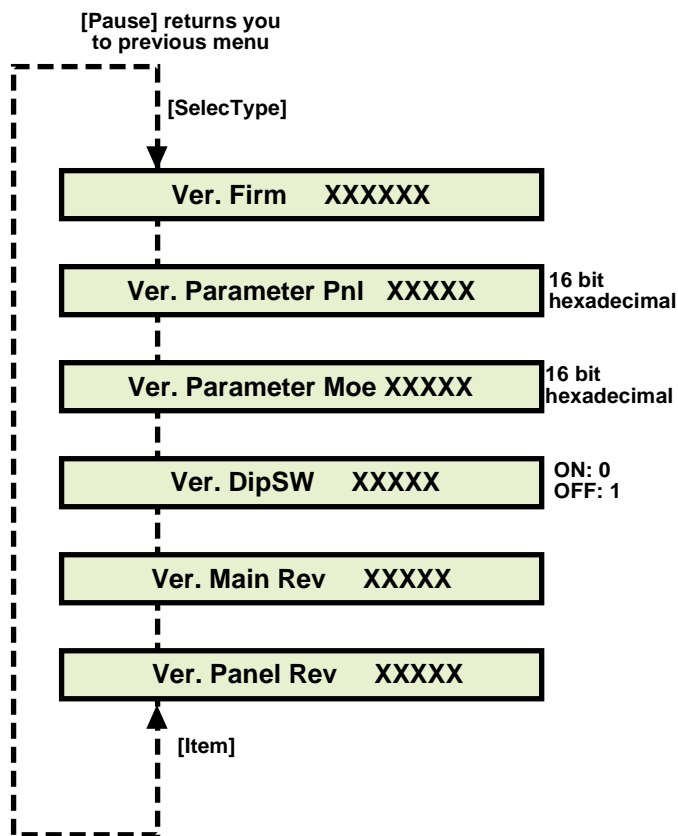 [Pause] returns you
to previous menu
[SelecType]
Ver. Firm XXXXXX
Ver. Parameter Pnl XXXXX
16 bit
hexadecimal
Ver. Parameter Moe XXXXX
16 bit
hexadecimal
Ver. DipSW XXXXX
ON: 0
OFF: 1
Ver. Main Rev XXXXX
Ver. Panel Rev XXXXX
[Item]